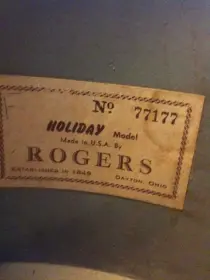 Nº 77177
HOLIDAY Model
Made in U.S.A. By
ROGERS
ESTABLISHED IN 1849 DAYTON, OHIO